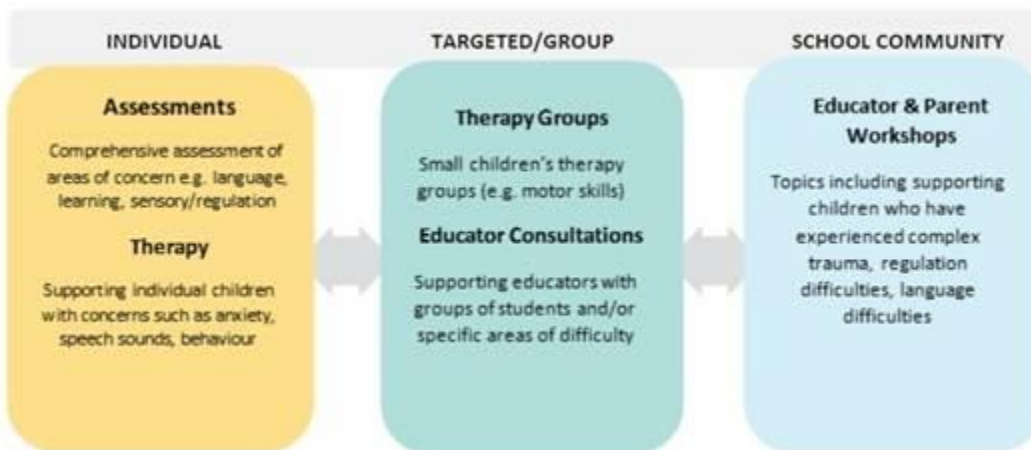 INDIVIDUAL
TARGETED/GROUP
SCHOOL COMMUNITY
Assessments
Comprehensive assessment of
areas of concern e.g. language,
learning, sensory/regulation
Therapy
Supporting individual children
with concerns such as anxiety,
speech sounds, behaviour
Therapy Groups
Small children's therapy
groups (e.g. motor skills)
Educator Consultations
Supporting educators with
groups of students and/or
specific areas of difficulty
Educator & Parent
Workshops
Topics including supporting
children who have
experienced complex
trauma, regulation
difficulties, language
difficulties